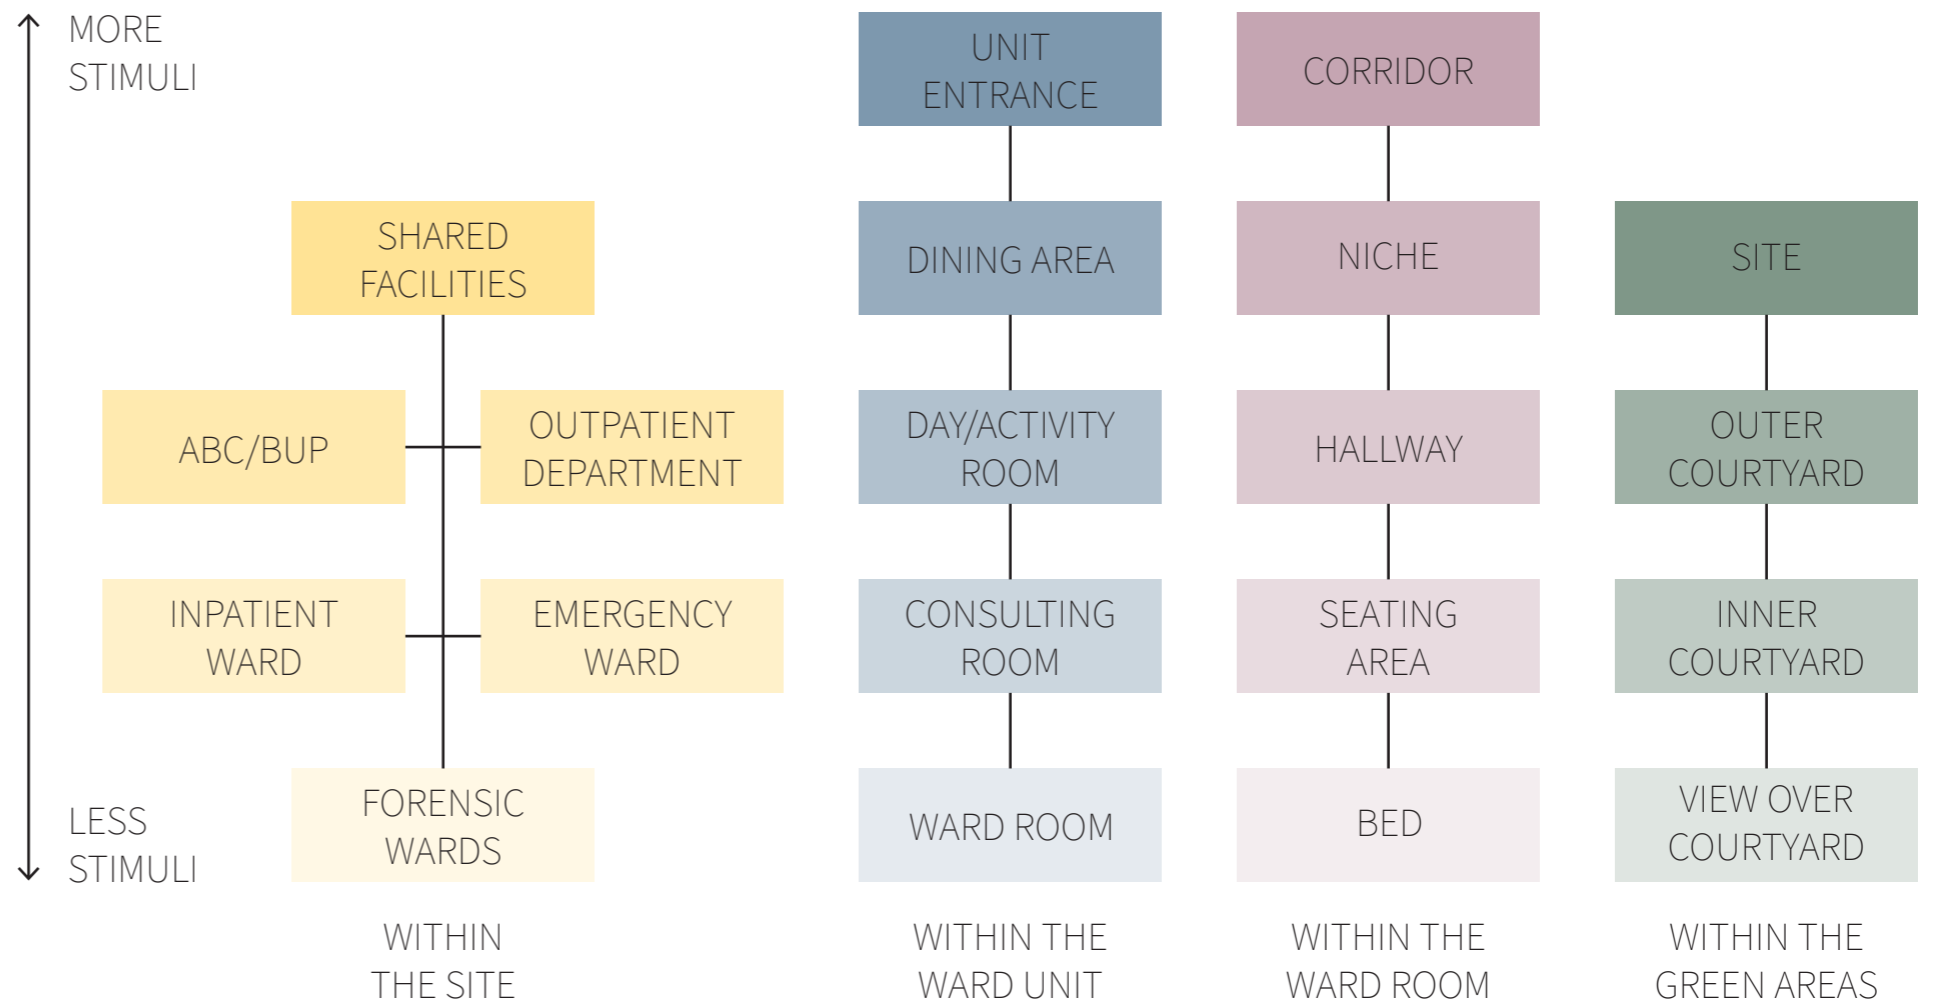 MORE
STIMULI
UNIT
ENTRANCE
CORRIDOR
SHARED
FACILITIES
DINING AREA
NICHE
SITE
ABC/BUP
OUTPATIENT
DEPARTMENT
DAY/ACTIVITY
ROOM
HALLWAY
OUTER
COURTYARD
INPATIENT
WARD
EMERGENCY
WARD
CONSULTING
ROOM
SEATING
AREA
INNER
COURTYARD
LESS
STIMULI
FORENSIC
WARDS
WARD ROOM
BED
VIEW OVER
COURTYARD
WITHIN
THE SITE
WITHIN THE
WARD UNIT
WITHIN THE
WARD ROOM
WITHIN THE
GREEN AREAS